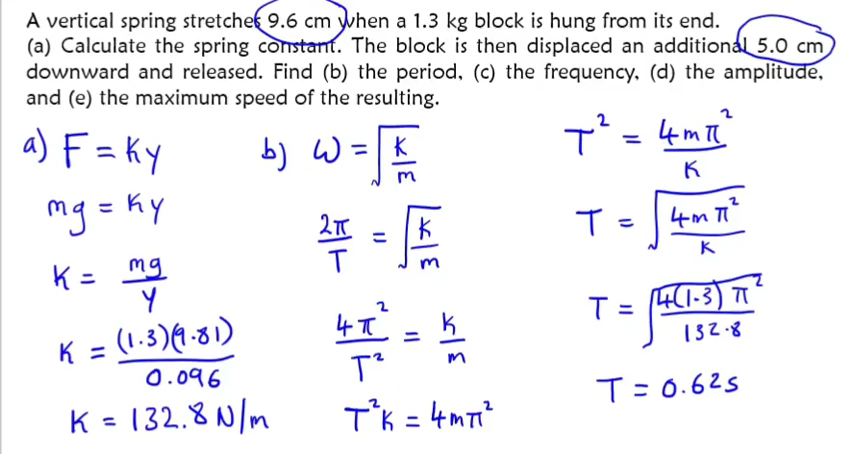 A vertical spring stretches 9.6 cm when a 1.3 kg block is hung from its end.
(a) Calculate the spring constant. The block is then displaced an additional 5.0 cm
downward and released. Find (b) the period, (c) the frequency, (d) the amplitude,
and (e) the maximum speed of the resulting.
a) F = Ky
mg = Ky
K = mg / y
K = (1.3)(9.81) / 0.096
K = 132.8 N/m
b) ω = √(K/m)
2π/T = √(K/m)
4π²/T² = K/m
T²K = 4mπ²
T² = 4mπ²/K
T = √(4mπ²/K)
T = √(4(1.3)π²/132.8)
T = 0.62s